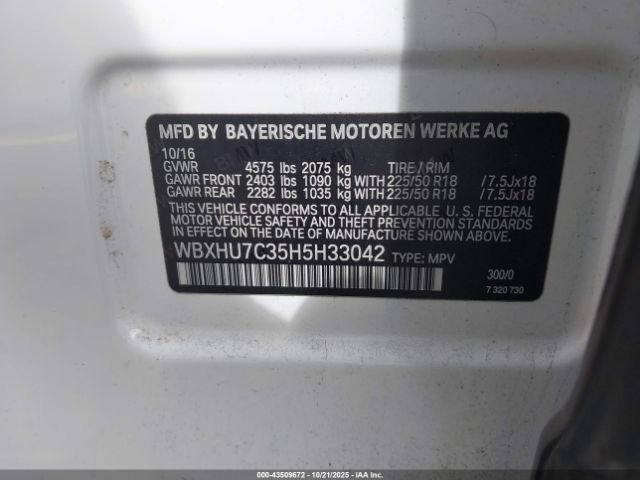 MFD BY BAYERISCHE MOTOREN WERKE AG
10/16
GVWR 4575 lbs 2075 kg TIRE / RIM
GAWR FRONT 2403 lbs 1090 kg WITH 225/50 R18 /7.5Jx18
GAWR REAR 2282 lbs 1035 kg WITH 225/50 R18 /7.5Jx18
THIS VEHICLE CONFORMS TO ALL APPLICABLE U. S. FEDERAL
MOTOR VEHICLE SAFETY AND THEFT PREVENTION STANDARDS
IN EFFECT ON THE DATE OF MANUFACTURE SHOWN ABOVE.
WBXHU7C35H5H33042 TYPE: MPV
300/0
7 320 730
000-43509672 - 10/21/2025 - IAAI.COM